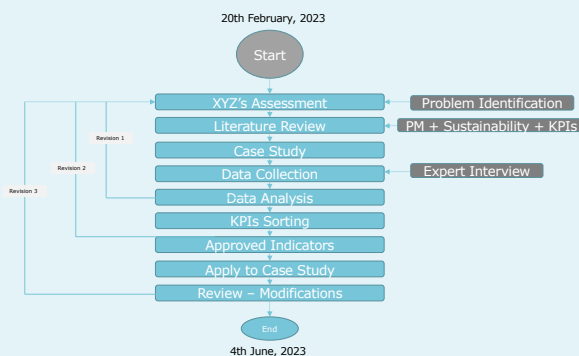 20th February, 2023
Start
XYZ's Assessment
Problem Identification
Literature Review
PM + Sustainability + KPIs
Revision 1
Case Study
Revision 2
Data Collection
Expert Interview
Revision 3
Data Analysis
KPIs Sorting
Approved Indicators
Apply to Case Study
Review – Modifications
End
4th June, 2023